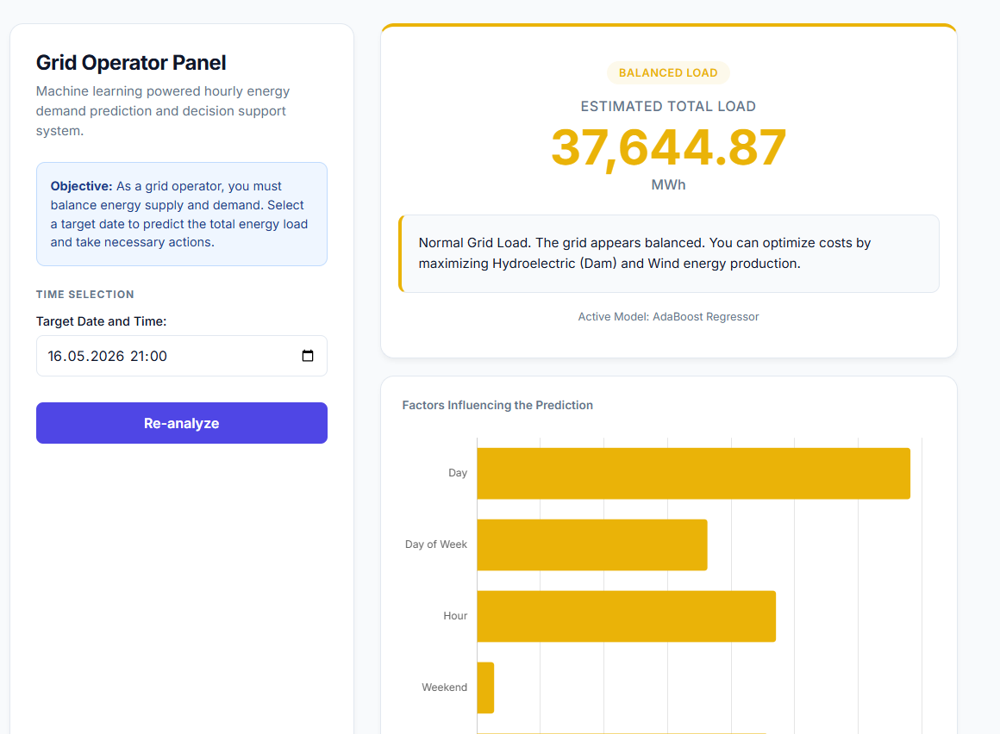 Grid Operator Panel
Machine learning powered hourly energy
demand prediction and decision support
system.
Objective: As a grid operator, you must
balance energy supply and demand. Select
a target date to predict the total energy load
and take necessary actions.
TIME SELECTION
Target Date and Time:
16.05.2026 21:00
Re-analyze
BALANCED LOAD
ESTIMATED TOTAL LOAD
37,644.87
MWh
Normal Grid Load. The grid appears balanced. You can optimize costs by
maximizing Hydroelectric (Dam) and Wind energy production.
Active Model: AdaBoost Regressor
Factors Influencing the Prediction
Day
Day of Week
Hour
Weekend